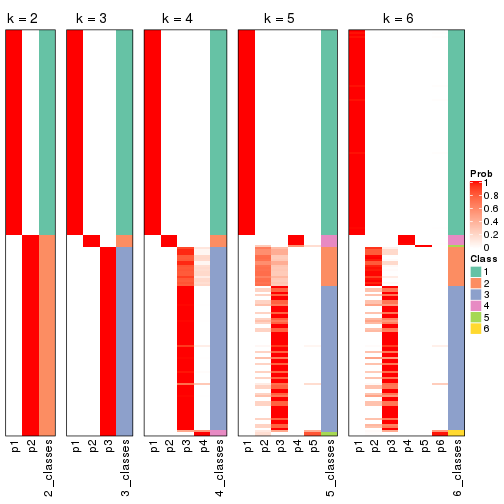 k = 2
k = 3
k = 4
k = 5
k = 6
p1
p2
2_classes
p1
p2
p3
3_classes
p1
p2
p3
p4
4_classes
p1
p2
p3
p4
p5
5_classes
p1
p2
p3
p4
p5
p6
6_classes
Prob
1
0.8
0.6
0.4
0.2
0
Class
1
2
3
4
5
6